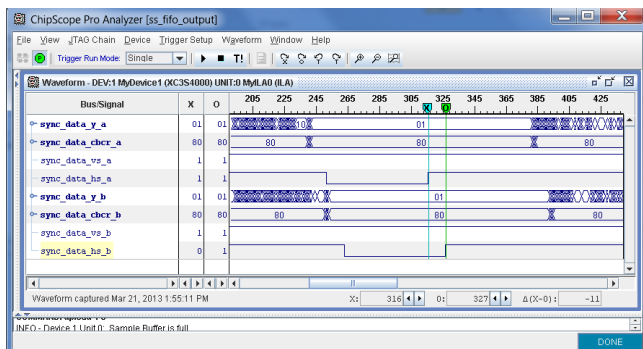 ChipScope Pro Analyzer [ss_fifo_output]
File View JTAG Chain Device Trigger Setup Waveform Window Help
Trigger Run Mode: Single T!
Waveform - DEV:1 MyDevice1 (XC3S4000) UNIT:0 MyILA0 (ILA)
Bus/Signal X O 205 225 245 265 285 305 325 345 365 385 405 425
X O
sync_data_y_a 01 01 10 01
sync_data_cbcr_a 80 80 80 80 80
sync_data_vs_a 1 1
sync_data_hs_a 1 1
sync_data_y_b 01 01 01
sync_data_cbcr_b 80 80 80 80 80
sync_data_vs_b 1 1
sync_data_hs_b 0 1
Waveform captured Mar 21, 2013 1:55:11 PM X: 316 O: 327 Δ(X-O): -11
INFO - Device 1 Unit 0: Sample Buffer is full
DONE